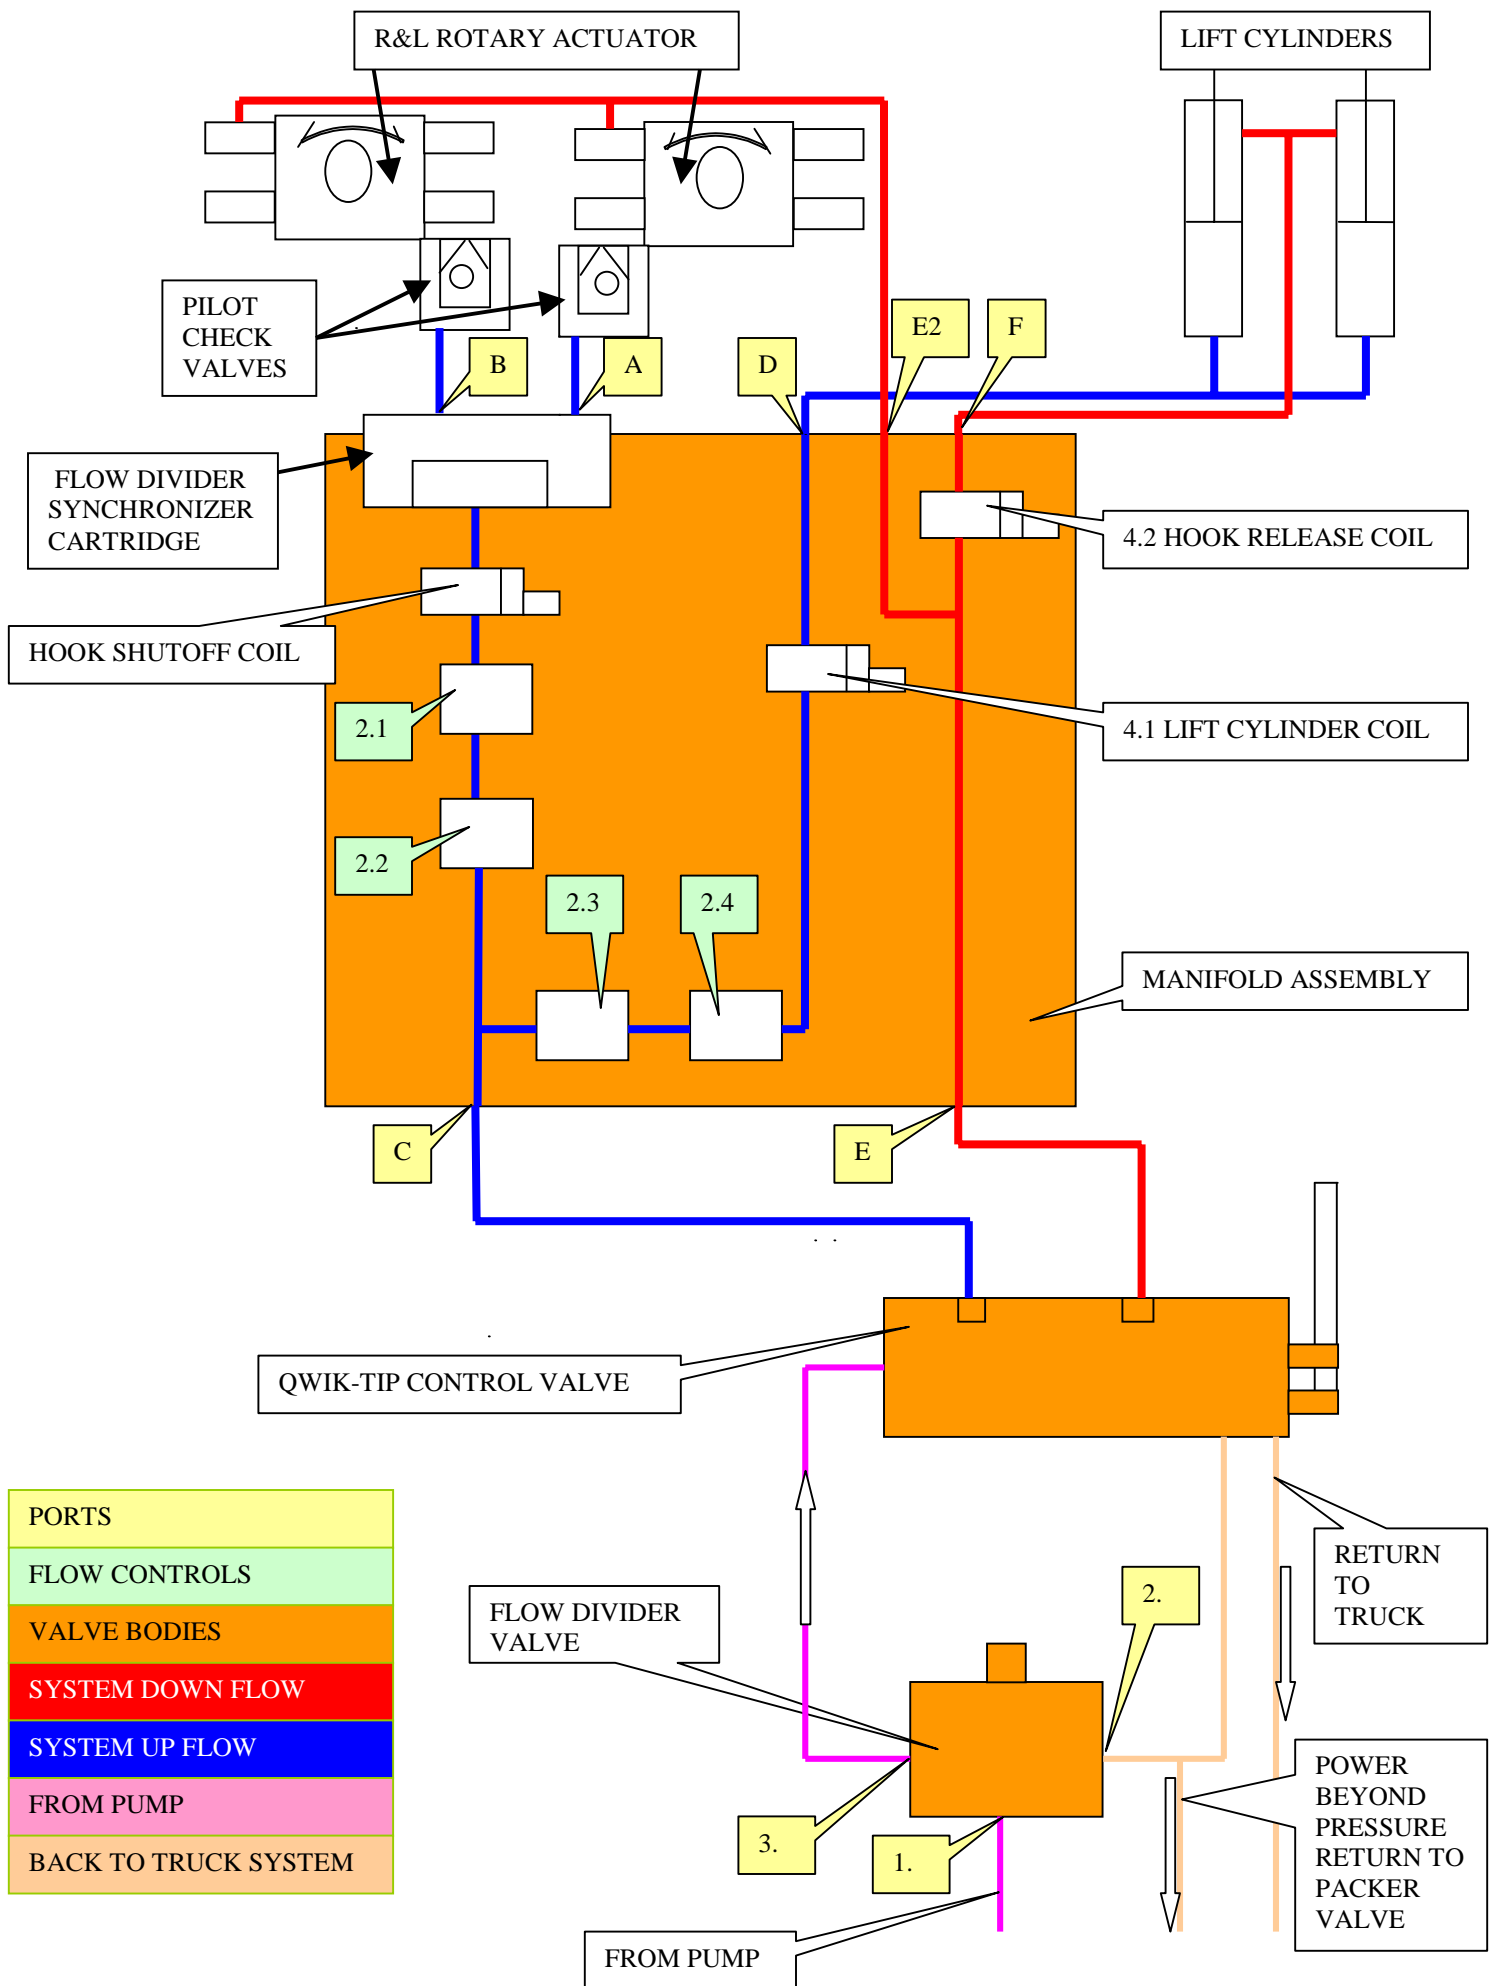 R&L ROTARY ACTUATOR
LIFT CYLINDERS
PILOT
CHECK
VALVES
B
A
D
E2
F
FLOW DIVIDER
SYNCHRONIZER
CARTRIDGE
4.2 HOOK RELEASE COIL
HOOK SHUTOFF COIL
2.1
4.1 LIFT CYLINDER COIL
2.2
2.3
2.4
MANIFOLD ASSEMBLY
C
E
QWIK-TIP CONTROL VALVE
PORTS
FLOW CONTROLS
VALVE BODIES
SYSTEM DOWN FLOW
SYSTEM UP FLOW
FROM PUMP
BACK TO TRUCK SYSTEM
FLOW DIVIDER
VALVE
2.
RETURN
TO
TRUCK
3.
1.
POWER
BEYOND
PRESSURE
RETURN TO
PACKER
VALVE
FROM PUMP